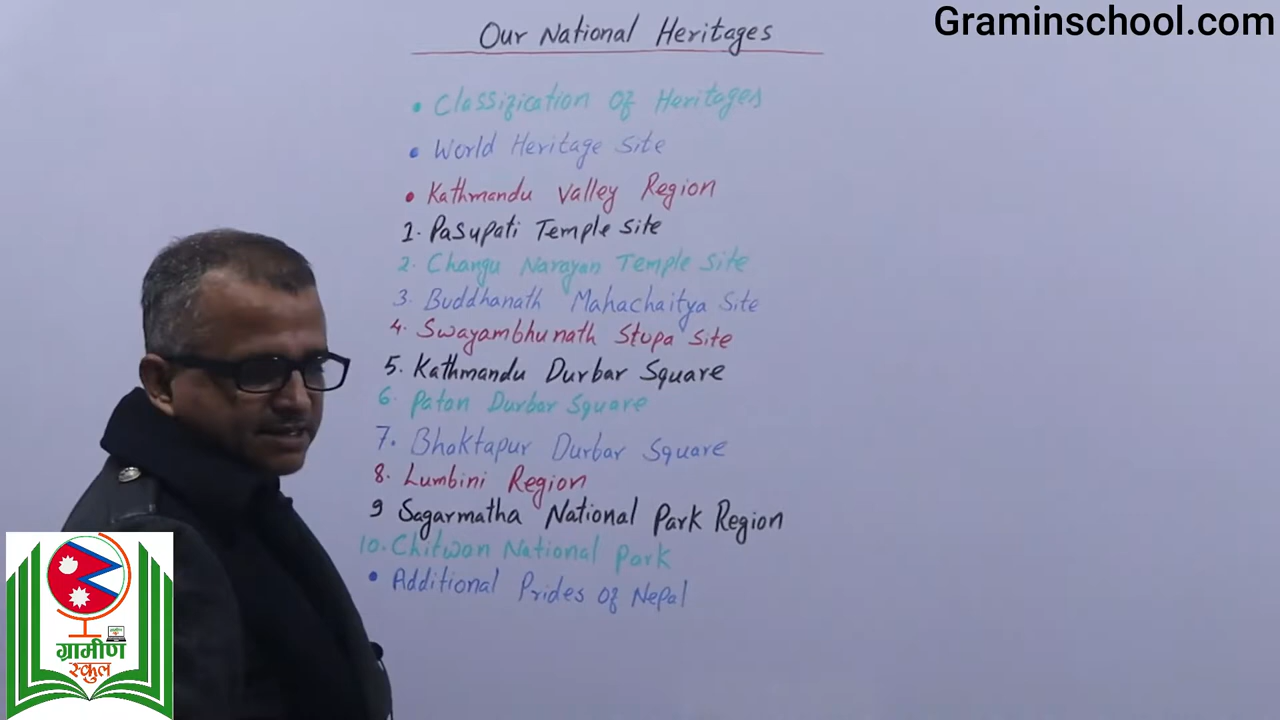 Graminschool.com
Our National Heritages
• Classification of Heritages
• World Heritage Site
• Kathmandu Valley Region
1. Pasupati Temple site
2. Changu Narayan Temple Site
3. Buddhanath Mahachaitya Site
4. Swayambhunath Stupa Site
5. Kathmandu Durbar Square
6. Paton Durbar Square
7. Bhaktapur Durbar Square
8. Lumbini Region
9 Sagarmatha National Park Region
10. Chitwan National Park
• Additional Prides of Nepal
ग्रामीण
स्कुल